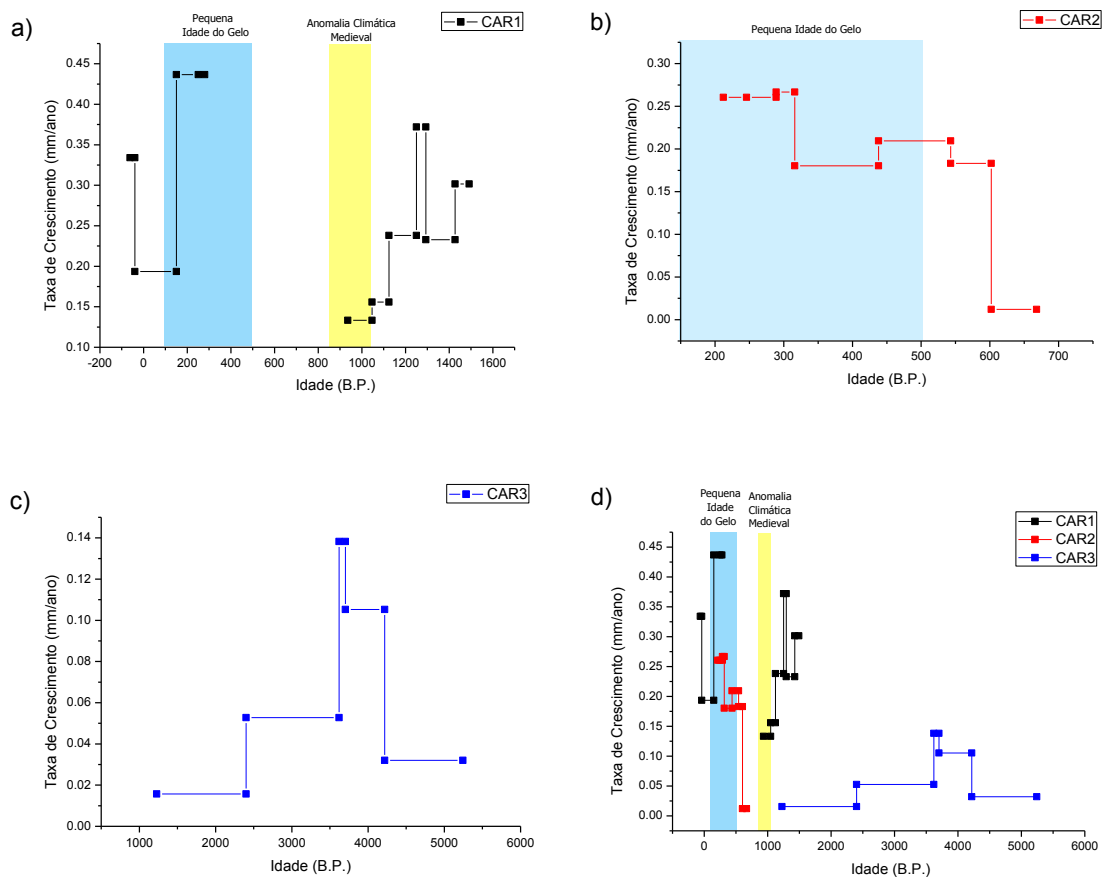 a)
Pequena
Idade do Gelo
Anomalia Climática
Medieval
CAR1
Taxa de Crescimento (mm/ano)
0.45
0.40
0.35
0.30
0.25
0.20
0.15
0.10
-200 0 200 400 600 800 1000 1200 1400 1600
Idade (B.P.)
b)
Pequena Idade do Gelo
CAR2
Taxa de Crescimento (mm/ano)
0.30
0.25
0.20
0.15
0.10
0.05
0.00
200 300 400 500 600 700
Idade (B.P.)
c)
CAR3
Taxa de Crescimento (mm/ano)
0.14
0.12
0.10
0.08
0.06
0.04
0.02
0.00
1000 2000 3000 4000 5000 6000
Idade (B.P.)
d)
Pequena
Idade
do Gelo
Anomalia
Climática
Medieval
CAR1
CAR2
CAR3
Taxa de Crescimento (mm/ano)
0.45
0.40
0.35
0.30
0.25
0.20
0.15
0.10
0.05
0.00
0 1000 2000 3000 4000 5000 6000
Idade (B.P.)